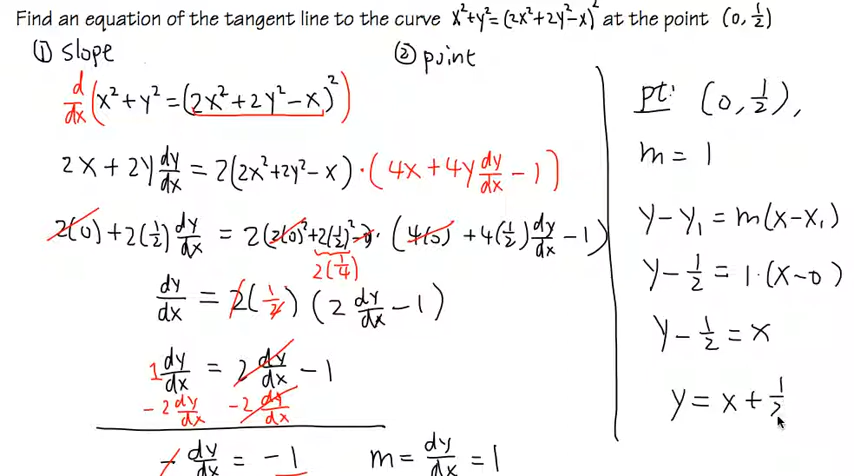 Find an equation of the tangent line to the curve x²+y²=(2x²+2y²-x)² at the point (0, 1/2)
① slope
② point
d/dx (x²+y²=(2x²+2y²-x)²)
2x+2y dy/dx = 2(2x²+2y²-x)·(4x+4y dy/dx -1)
2(0)+2(1/2) dy/dx = 2(2(0)²+2(1/2)²-0)·(4(0)+4(1/2) dy/dx -1)
2(1/4)
dy/dx = 2(1/2)(2 dy/dx -1)
1 dy/dx = 2 dy/dx -1
-2 dy/dx -2 dy/dx
- dy/dx = -1
m = dy/dx = 1
pt: (0, 1/2),
m = 1
y-y₁ = m(x-x₁)
y-1/2 = 1·(x-0)
y-1/2 = x
y = x+1/2